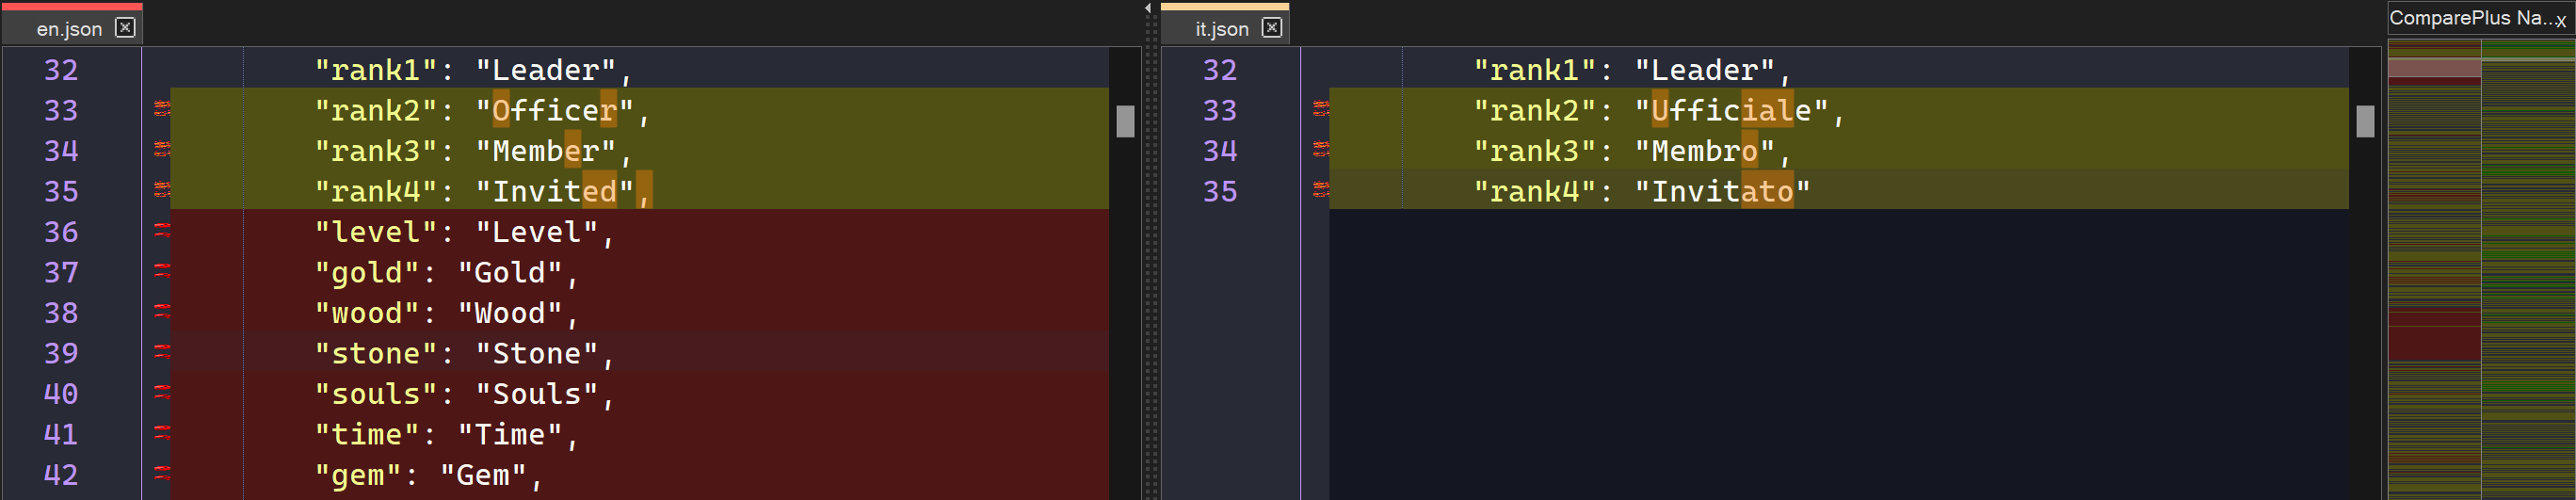 en.json
32 "rank1": "Leader",
33 "rank2": "Officer",
34 "rank3": "Member",
35 "rank4": "Invited",
36 "level": "Level",
37 "gold": "Gold",
38 "wood": "Wood",
39 "stone": "Stone",
40 "souls": "Souls",
41 "time": "Time",
42 "gem": "Gem",
it.json
32 "rank1": "Leader",
33 "rank2": "Ufficiale",
34 "rank3": "Membro",
35 "rank4": "Invitato"
ComparePlus Na... x